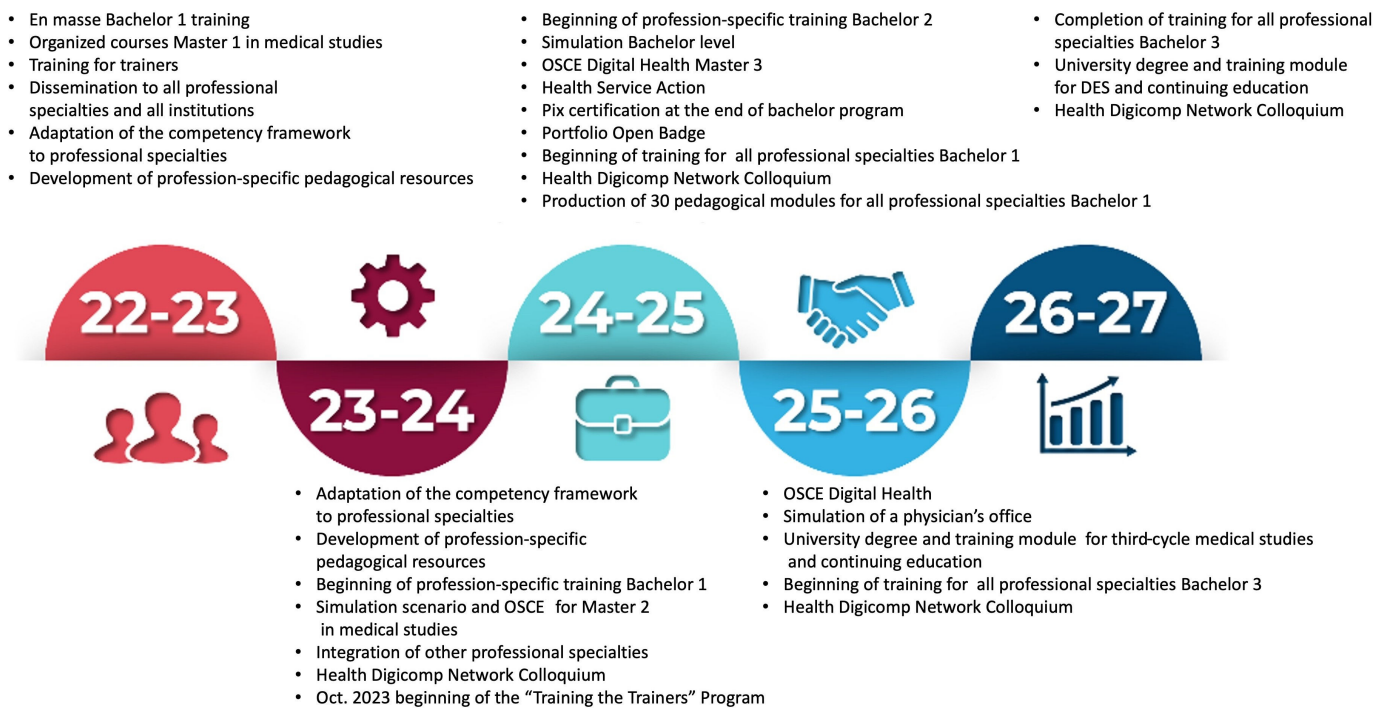 • En masse Bachelor 1 training
• Organized courses Master 1 in medical studies
• Training for trainers
• Dissemination to all professional
specialties and all institutions
• Adaptation of the competency framework
to professional specialties
• Development of profession-specific pedagogical resources
• Beginning of profession-specific training Bachelor 2
• Simulation Bachelor level
• OSCE Digital Health Master 3
• Health Service Action
• Pix certification at the end of bachelor program
• Portfolio Open Badge
• Beginning of training for all professional specialties Bachelor 1
• Health Digicomp Network Colloquium
• Production of 30 pedagogical modules for all professional specialties Bachelor 1
• Completion of training for all professional
specialties Bachelor 3
• University degree and training module
for DES and continuing education
• Health Digicomp Network Colloquium
22-23
23-24
24-25
25-26
26-27
• Adaptation of the competency framework
to professional specialties
• Development of profession-specific
pedagogical resources
• Beginning of profession-specific training Bachelor 1
• Simulation scenario and OSCE for Master 2
in medical studies
• Integration of other professional specialties
• Health Digicomp Network Colloquium
• Oct. 2023 beginning of the “Training the Trainers” Program
• OSCE Digital Health
• Simulation of a physician’s office
• University degree and training module for third-cycle medical studies
and continuing education
• Beginning of training for all professional specialties Bachelor 3
• Health Digicomp Network Colloquium